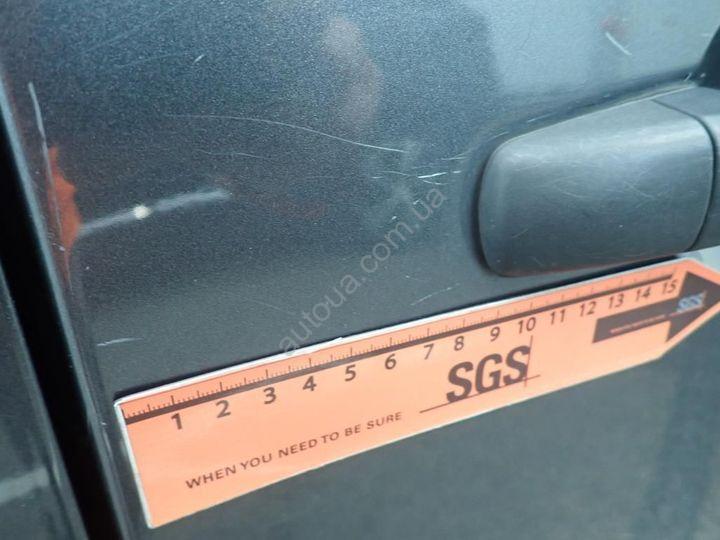 autoua.com.ua
1 2 3 4 5 6 7 8 9 10 11 12 13 14 15
SGS
SGS
WHEN YOU NEED TO BE SURE